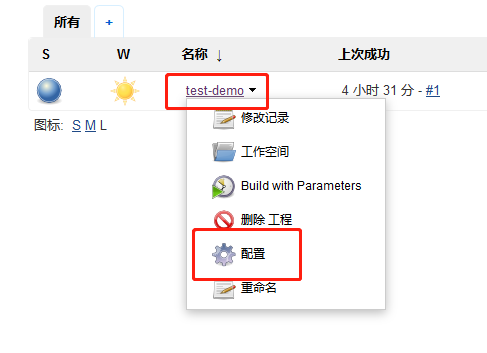 所有 +
S W 名称 ↓ 上次成功
test-demo 4 小时 31 分 - #1
图标: S M L
修改记录
工作空间
Build with Parameters
删除 工程
配置
重命名